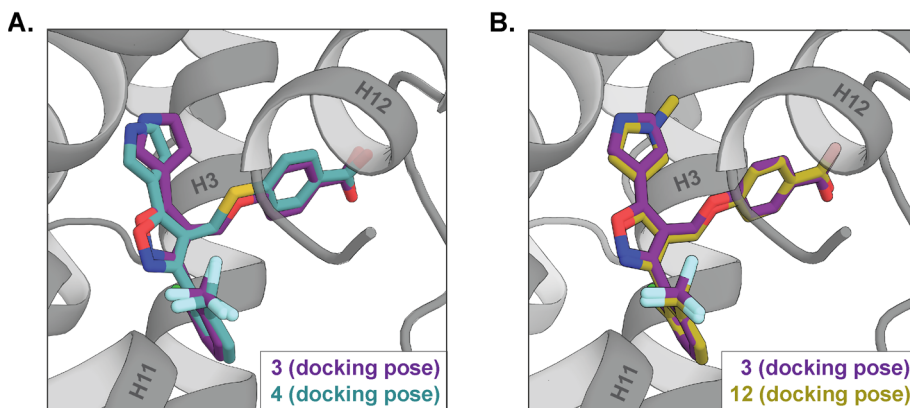 A.
H12
H3
H11
3 (docking pose)
4 (docking pose)
B.
H12
H3
H11
3 (docking pose)
12 (docking pose)